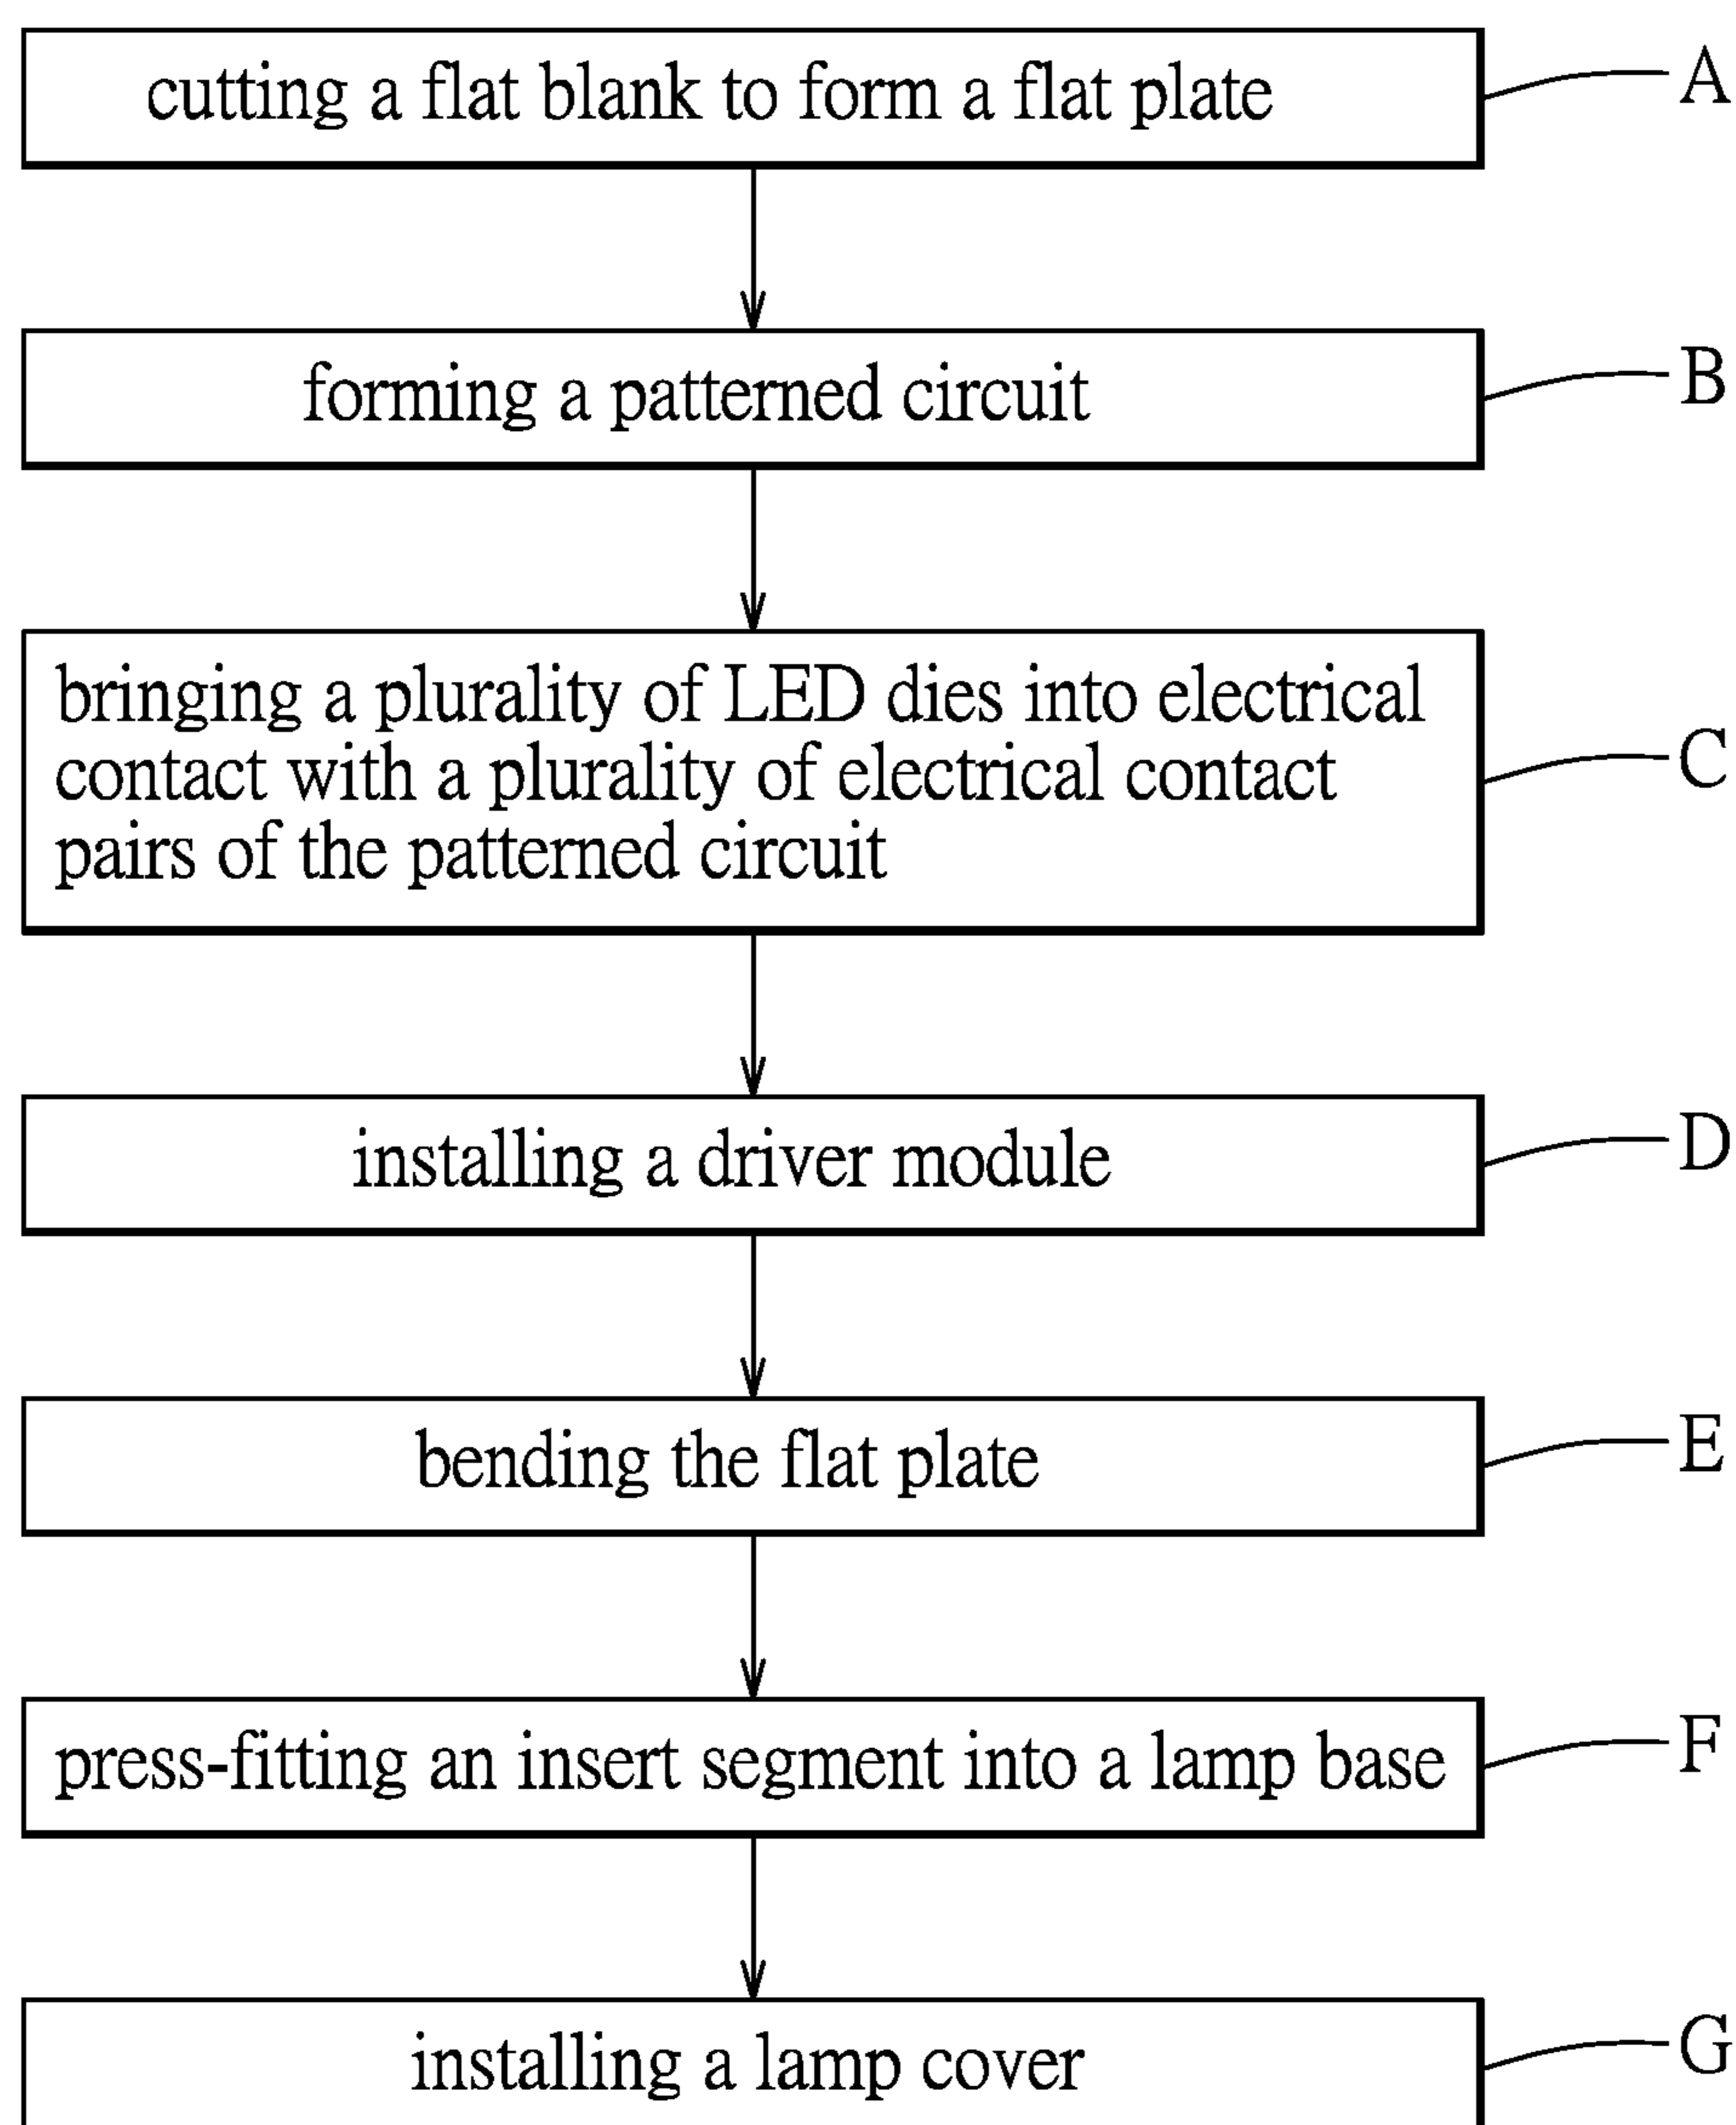 cutting a flat blank to form a flat plate
A
forming a patterned circuit
B
bringing a plurality of LED dies into electrical
contact with a plurality of electrical contact
pairs of the patterned circuit
C
installing a driver module
D
bending the flat plate
E
press-fitting an insert segment into a lamp base
F
installing a lamp cover
G